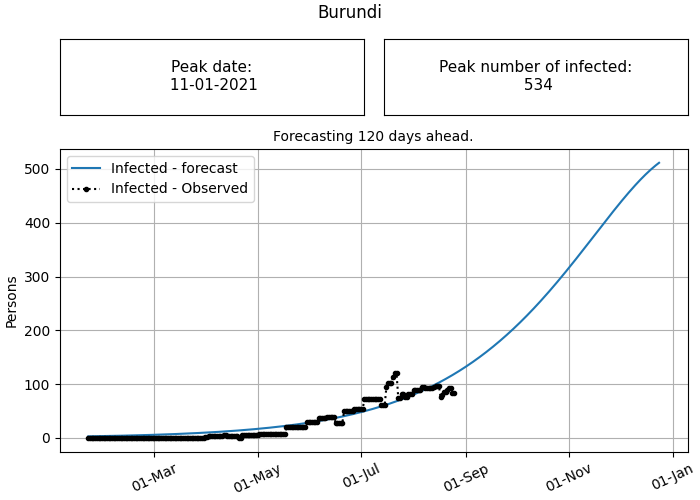 Burundi
Peak date:
11-01-2021
Peak number of infected:
534
Forecasting 120 days ahead.
Infected - forecast
Infected - Observed
Persons
500
400
300
200
100
0
01-Mar
01-May
01-Jul
01-Sep
01-Nov
01-Jan